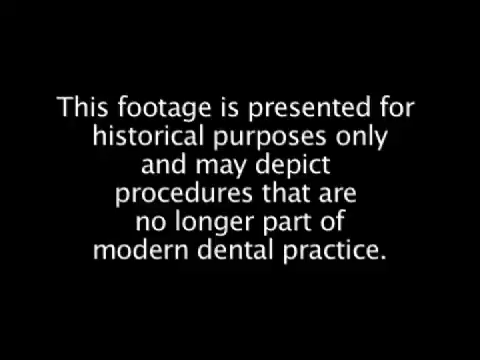 This footage is presented for
historical purposes only
and may depict
procedures that are
no longer part of
modern dental practice.